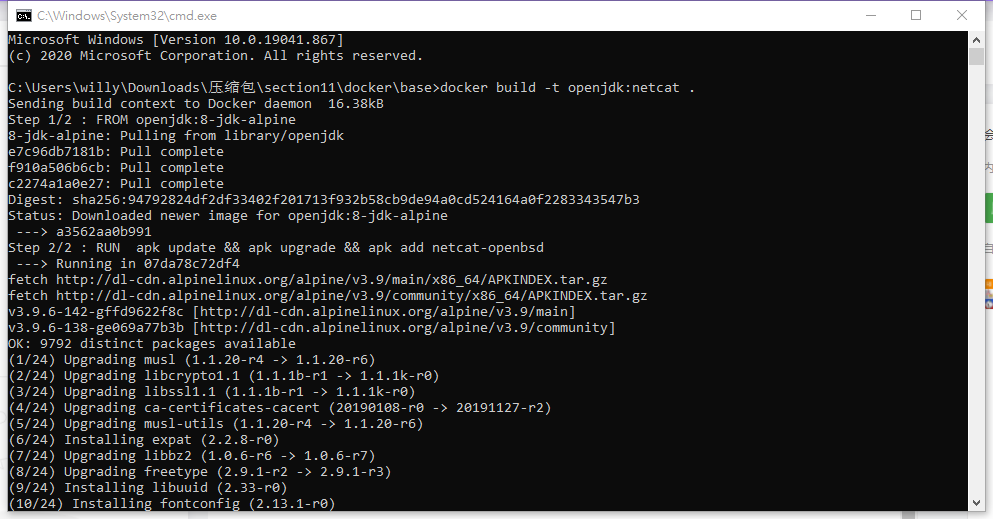 C:\Windows\System32\cmd.exe
Microsoft Windows [Version 10.0.19041.867]
(c) 2020 Microsoft Corporation. All rights reserved.
C:\Users\willy\Downloads\压缩包\section11\docker\base>docker build -t openjdk:netcat .
Sending build context to Docker daemon  16.38kB
Step 1/2 : FROM openjdk:8-jdk-alpine
8-jdk-alpine: Pulling from library/openjdk
e7c96db7181b: Pull complete
f910a506b6cb: Pull complete
c2274a1a0e27: Pull complete
Digest: sha256:94792824df2df33402f201713f932b58cb9de94a0cd524164a0f2283343547b3
Status: Downloaded newer image for openjdk:8-jdk-alpine
 ---> a3562aa0b991
Step 2/2 : RUN  apk update && apk upgrade && apk add netcat-openbsd
 ---> Running in 07da78c72df4
fetch http://dl-cdn.alpinelinux.org/alpine/v3.9/main/x86_64/APKINDEX.tar.gz
fetch http://dl-cdn.alpinelinux.org/alpine/v3.9/community/x86_64/APKINDEX.tar.gz
v3.9.6-142-gffd9622f8c [http://dl-cdn.alpinelinux.org/alpine/v3.9/main]
v3.9.6-138-ge069a77b3b [http://dl-cdn.alpinelinux.org/alpine/v3.9/community]
OK: 9792 distinct packages available
(1/24) Upgrading musl (1.1.20-r4 -> 1.1.20-r6)
(2/24) Upgrading libcrypto1.1 (1.1.1b-r1 -> 1.1.1k-r0)
(3/24) Upgrading libssl1.1 (1.1.1b-r1 -> 1.1.1k-r0)
(4/24) Upgrading ca-certificates-cacert (20190108-r0 -> 20191127-r2)
(5/24) Upgrading musl-utils (1.1.20-r4 -> 1.1.20-r6)
(6/24) Installing expat (2.2.8-r0)
(7/24) Upgrading libbz2 (1.0.6-r6 -> 1.0.6-r7)
(8/24) Upgrading freetype (2.9.1-r2 -> 2.9.1-r3)
(9/24) Installing libuuid (2.33-r0)
(10/24) Installing fontconfig (2.13.1-r0)